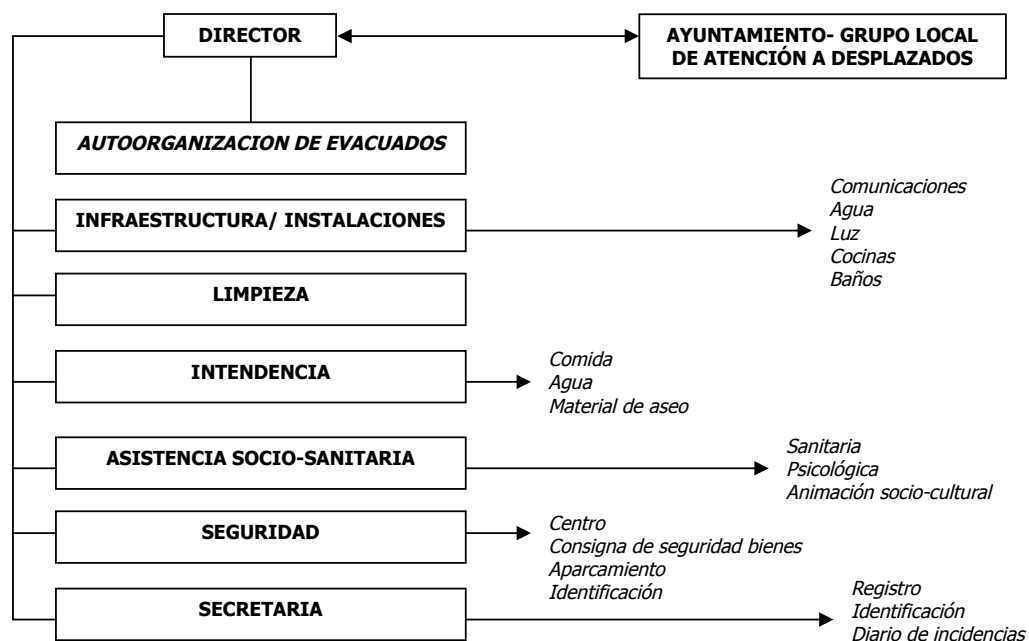 DIRECTOR
AYUNTAMIENTO- GRUPO LOCAL
DE ATENCIÓN A DESPLAZADOS
AUTOORGANIZACION DE EVACUADOS
INFRAESTRUCTURA/ INSTALACIONES
Comunicaciones
Agua
Luz
Cocinas
Baños
LIMPIEZA
INTENDENCIA
Comida
Agua
Material de aseo
ASISTENCIA SOCIO-SANITARIA
Sanitaria
Psicológica
Animación socio-cultural
SEGURIDAD
Centro
Consigna de seguridad bienes
Aparcamiento
Identificación
SECRETARIA
Registro
Identificación
Diario de incidencias